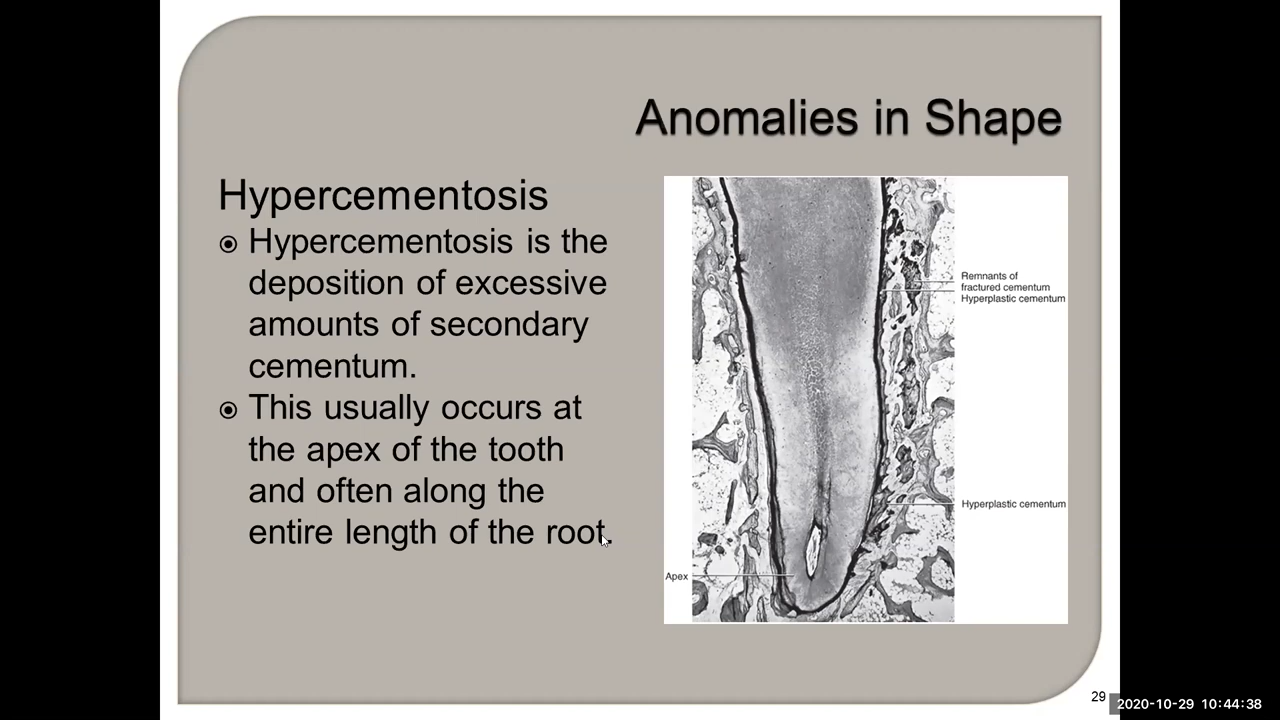 Anomalies in Shape
Hypercementosis
Hypercementosis is the
deposition of excessive
amounts of secondary
cementum.
This usually occurs at
the apex of the tooth
and often along the
entire length of the root.
Remnants of
fractured cementum
Hyperplastic cementum
Hyperplastic cementum
Apex
29
2020-10-29 10:44:38